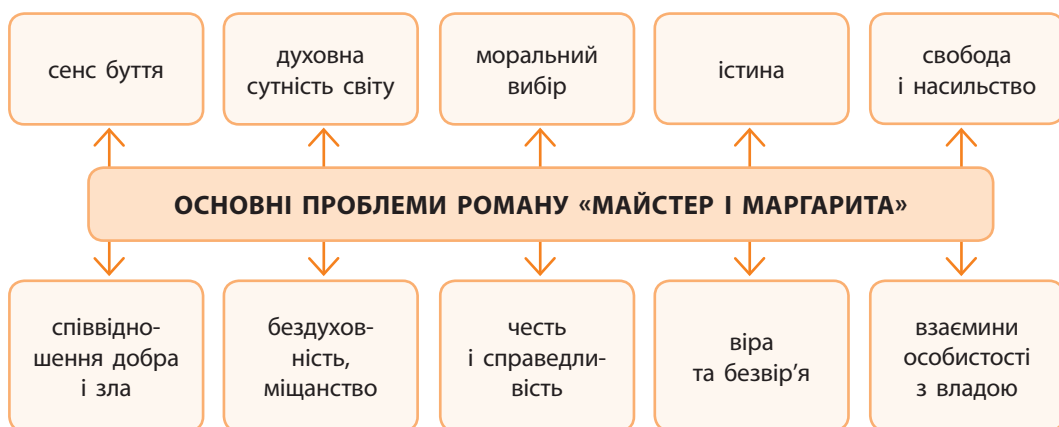 сенс буття
духовна
сутність світу
моральний
вибір
істина
свобода
і насильство
ОСНОВНІ ПРОБЛЕМИ РОМАНУ «МАЙСТЕР І МАРГАРИТА»
співвідно-
шення добра
і зла
бездухов-
ність,
міщанство
честь
і справедли-
вість
віра
та безвір'я
взаємини
особистості
з владою